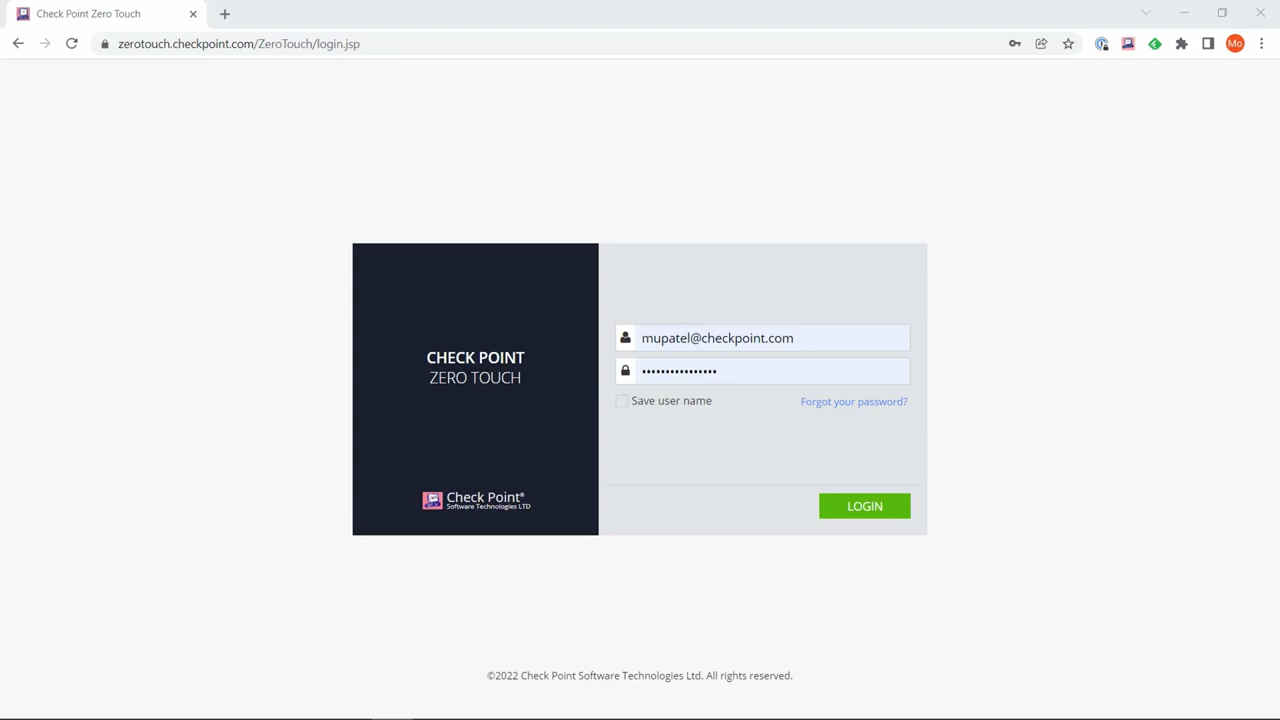 Check Point Zero Touch
zerotouch.checkpoint.com/ZeroTouch/login.jsp
Mo
CHECK POINT
ZERO TOUCH
Check Point®
Software Technologies LTD
mupatel@checkpoint.com
••••••••••••••••
Save user name
Forgot your password?
LOGIN
©2022 Check Point Software Technologies Ltd. All rights reserved.